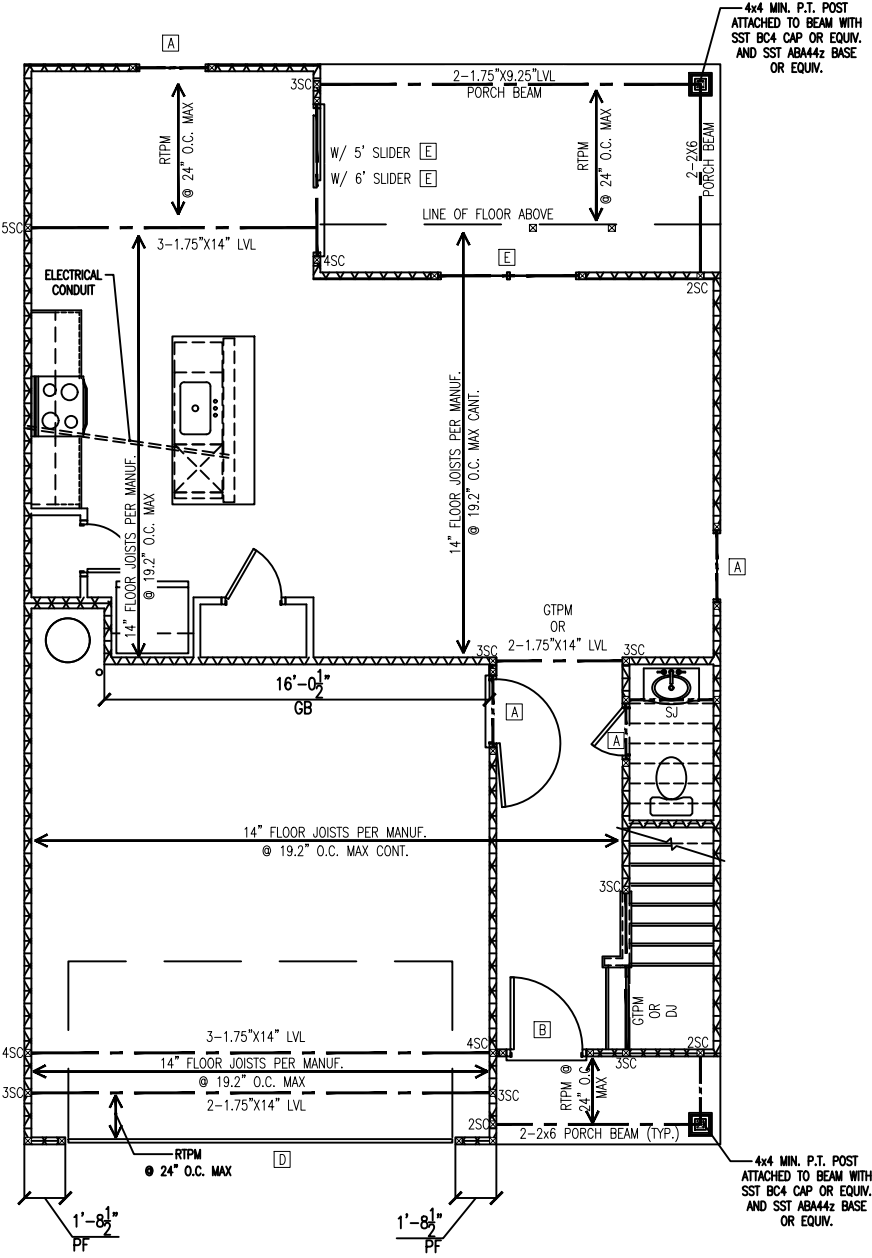 4x4 MIN. P.T. POST
ATTACHED TO BEAM WITH
SST BC4 CAP OR EQUIV.
AND SST ABA44z BASE
OR EQUIV.
A
3SC
2-1.75"X9.25"LVL
PORCH BEAM
RTPM
@ 24" O.C. MAX
W/ 5' SLIDER E
W/ 6' SLIDER E
RTPM
@ 24" O.C. MAX
2-2X6
PORCH BEAM
LINE OF FLOOR ABOVE
5SC
3-1.75"X14" LVL
4SC
E
2SC
ELECTRICAL
CONDUIT
14" FLOOR JOISTS PER MANUF.
@ 19.2" O.C. MAX
14" FLOOR JOISTS PER MANUF.
@ 19.2" O.C. MAX CANT.
A
GTPM
OR
2-1.75"X14" LVL
3SC
3SC
16'-0 1/2"
GB
SJ
A
A
14" FLOOR JOISTS PER MANUF.
@ 19.2" O.C. MAX CONT.
3SC
GTPM
OR
DJ
B
3-1.75"X14" LVL
4SC
4SC
2SC
3SC
14" FLOOR JOISTS PER MANUF.
@ 19.2" O.C. MAX
3SC
3SC
2-1.75"X14" LVL
RTPM @
24" O.C.
MAX
2SC
2-2x6 PORCH BEAM (TYP.)
RTPM
@ 24" O.C. MAX
D
4x4 MIN. P.T. POST
ATTACHED TO BEAM WITH
SST BC4 CAP OR EQUIV.
AND SST ABA44z BASE
OR EQUIV.
1'-8 1/2"
PF
1'-8 1/2"
PF